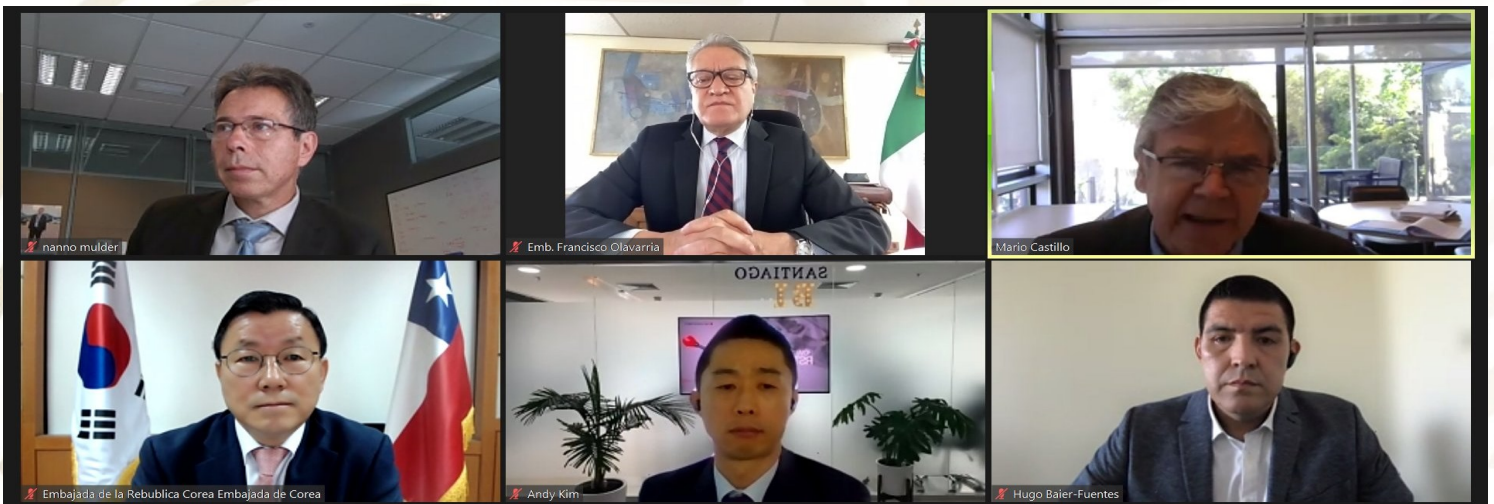 nanno mulder
Emb. Francisco Olavarria
Mario Castillo
Embajada de la Rebublica Corea Embajada de Corea
SANTIAGO
Andy Kim
Hugo Baier-Fuentes